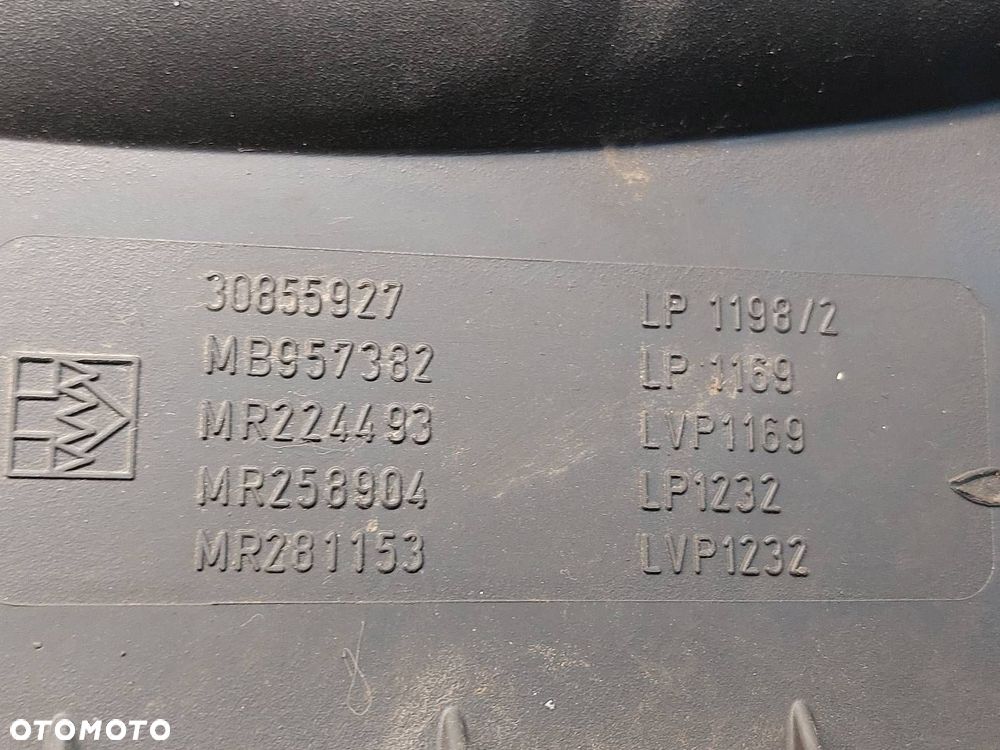 30855927 LP 1198/2
MB957382 LP 1169
MR224493 LVP1169
MR258904 LP1232
MR281153 LVP1232
OTOMOTO